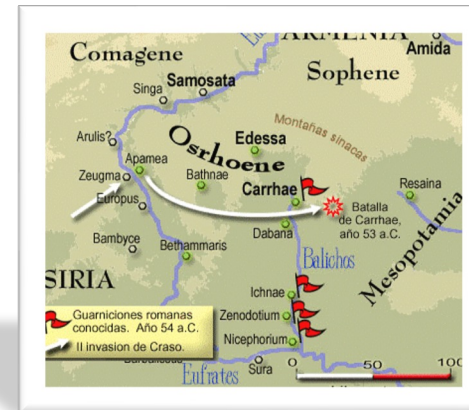 ARMENIA
Comagene
Amida
Sophene
Samosata
Singa
Montañas sinacas
Arulis?
Osrhoene
Edessa
Apamea
Zeugma
Bathnae
Carrhae
Resaina
Europus
Batalla
de Carrhae,
año 53 a.C.
Dabana
Bambyce
Bethammaris
Balichos
Mesopotamia
SIRIA
Ichnae
Guarniciones romanas
conocidas. Año 54 a.C.
Zenodotium
II invasion de Craso.
Nicephorium
Eufrates
Sura
0 50 100